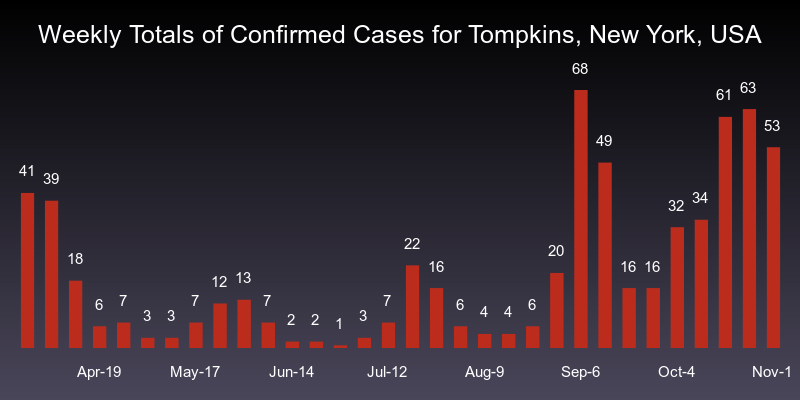 Weekly Totals of Confirmed Cases for Tompkins, New York, USA
41 39 18 6 7 3 3 7 12 13 7 2 2 1 3 7 22 16 6 4 4 6 20 68 49 16 16 32 34 61 63 53
Apr-19 May-17 Jun-14 Jul-12 Aug-9 Sep-6 Oct-4 Nov-1